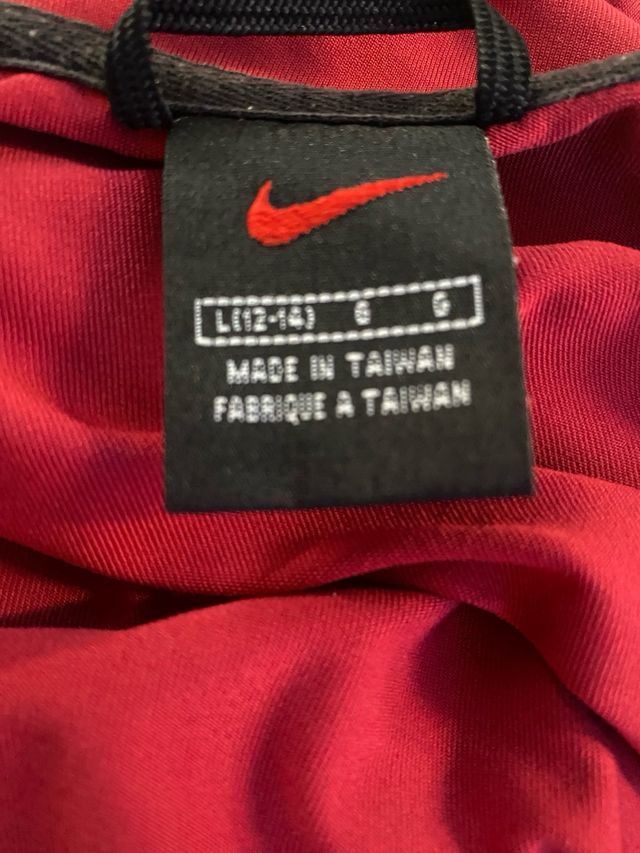 L(12-14) G G
MADE IN TAIWAN
FABRIQUE A TAIWAN